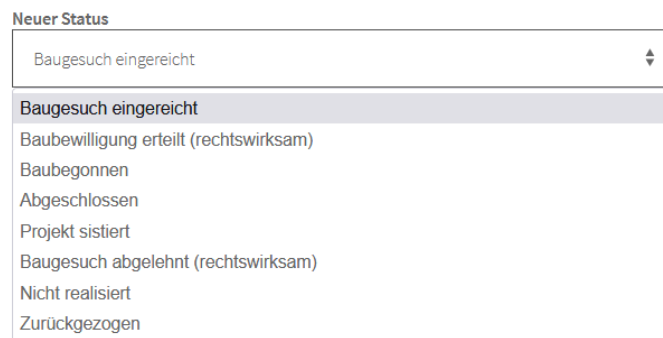 Neuer Status
Baugesuch eingereicht
Baugesuch eingereicht
Baubewilligung erteilt (rechtswirksam)
Baubegonnen
Abgeschlossen
Projekt sistiert
Baugesuch abgelehnt (rechtswirksam)
Nicht realisiert
Zurückgezogen